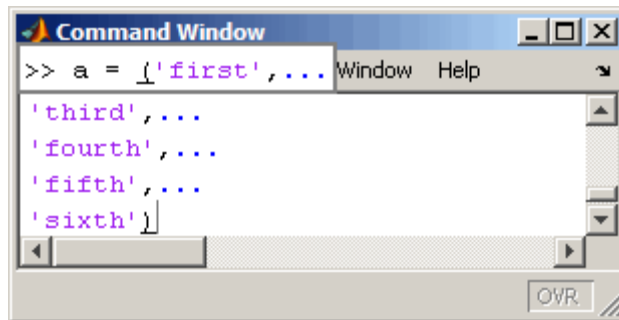 Command Window
>> a = ('first',... Window Help
'third',...
'fourth',...
'fifth',...
'sixth')
OVR